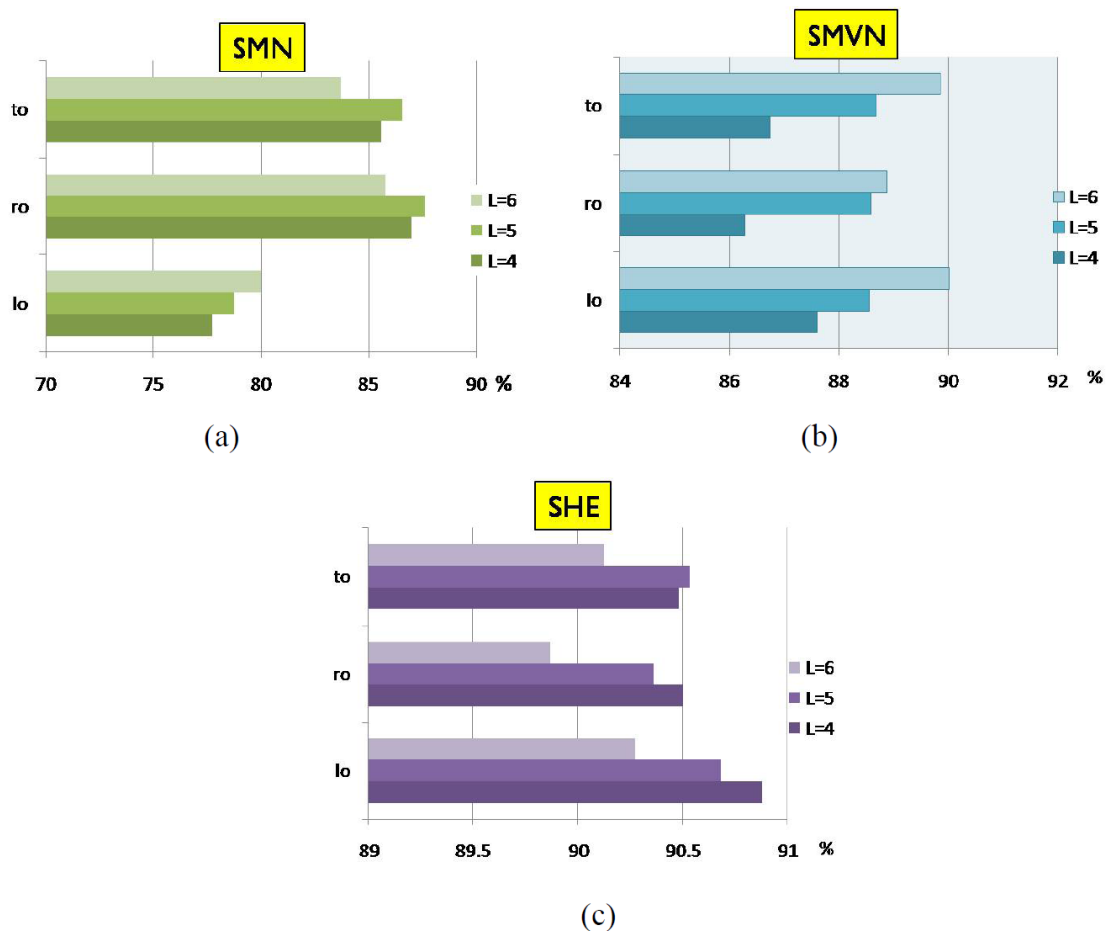 SMN
to
ro
lo
L=6
L=5
L=4
70 75 80 85 90 %
(a)
SMVN
to
ro
lo
L=6
L=5
L=4
84 86 88 90 92 %
(b)
SHE
to
ro
lo
L=6
L=5
L=4
89 89.5 90 90.5 91 %
(c)